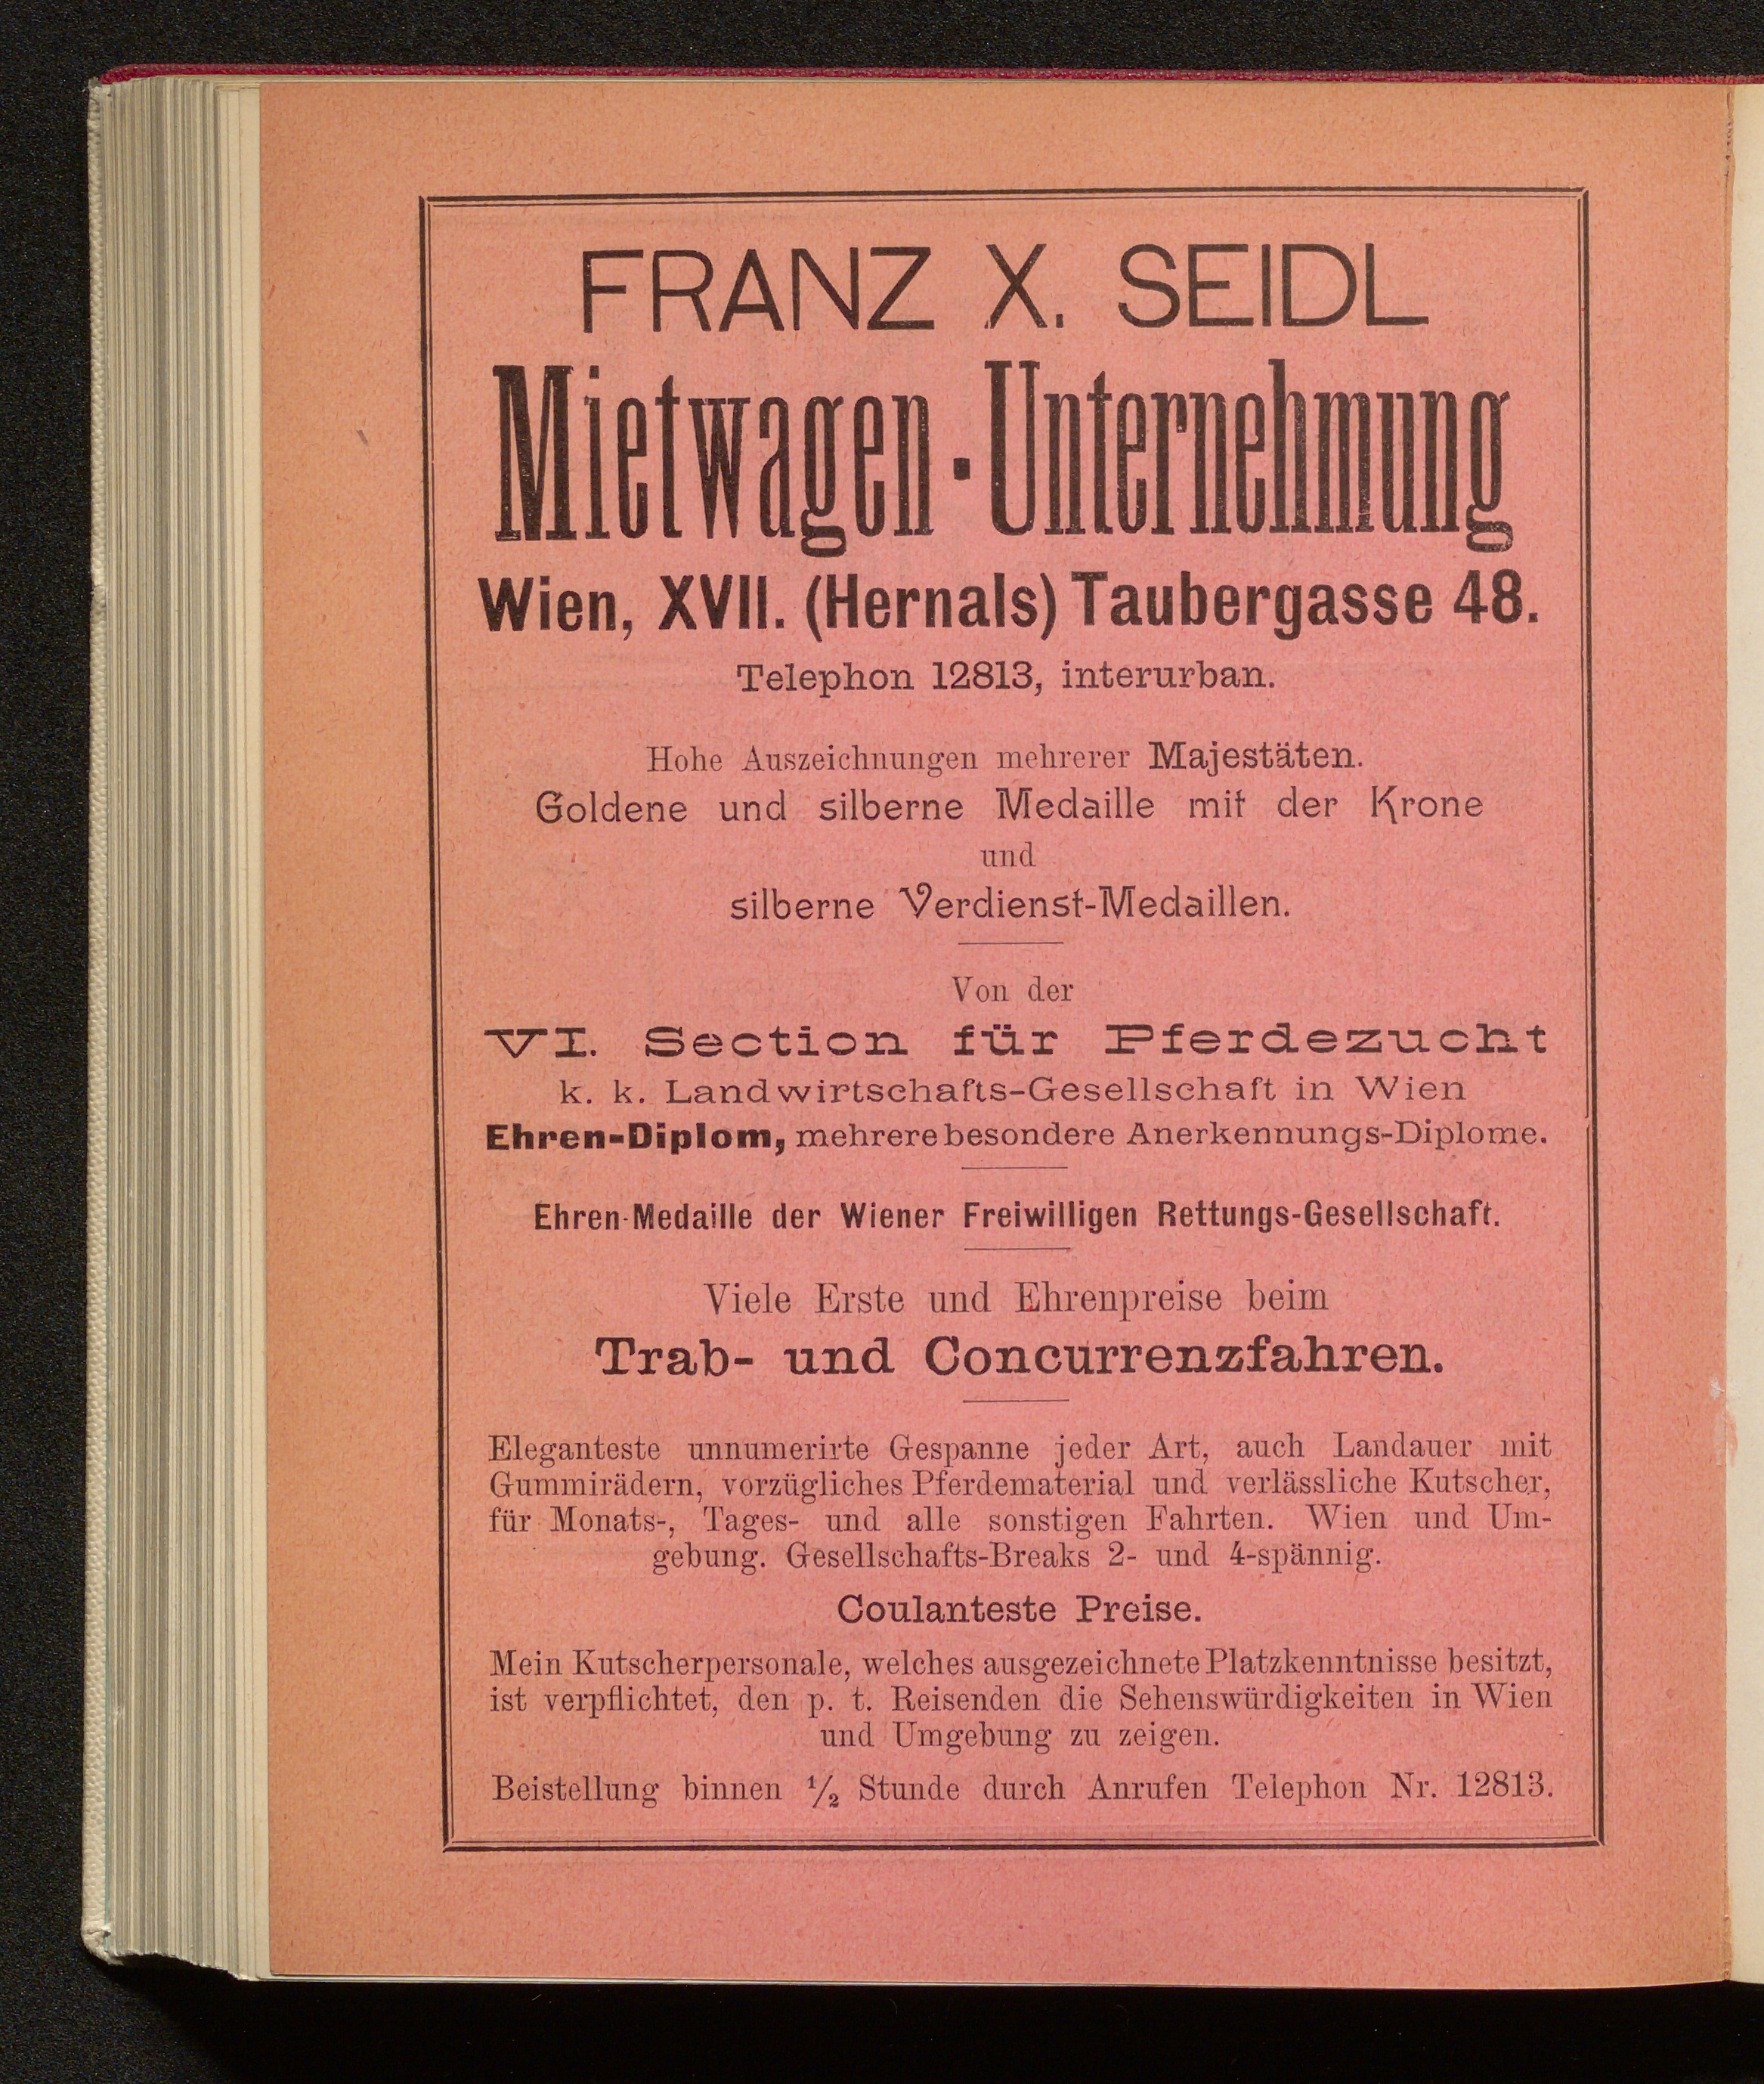 FRANZ X. SEIDL
Mietwagen-Unternehmung
Wien, XVII. (Hernals) Taubergasse 48.
Telephon 12813, interurban.
Hohe Auszeichnungen mehrerer Majestäten.
Goldene und silberne Medaille mit der Krone
und
silberne Verdienst-Medaillen.
Von der
VI. Section für Pferdezucht
k. k. Landwirtschafts-Gesellschaft in Wien
Ehren-Diplom, mehrere besondere Anerkennungs-Diplome.
Ehren-Medaille der Wiener Freiwilligen Rettungs-Gesellschaft.
Viele Erste und Ehrenpreise beim
Trab- und Concurrenzfahren.
Eleganteste unnumerirte Gespanne jeder Art, auch Landauer mit
Gummirädern, vorzügliches Pferdematerial und verlässliche Kutscher,
für Monats-, Tages- und alle sonstigen Fahrten. Wien und Um-
gebung. Gesellschafts-Breaks 2- und 4-spännig.
Coulanteste Preise.
Mein Kutscherpersonale, welches ausgezeichnete Platzkenntnisse besitzt,
ist verpflichtet, den p. t. Reisenden die Sehenswürdigkeiten in Wien
und Umgebung zu zeigen.
Beistellung binnen ½ Stunde durch Anrufen Telephon Nr. 12813.